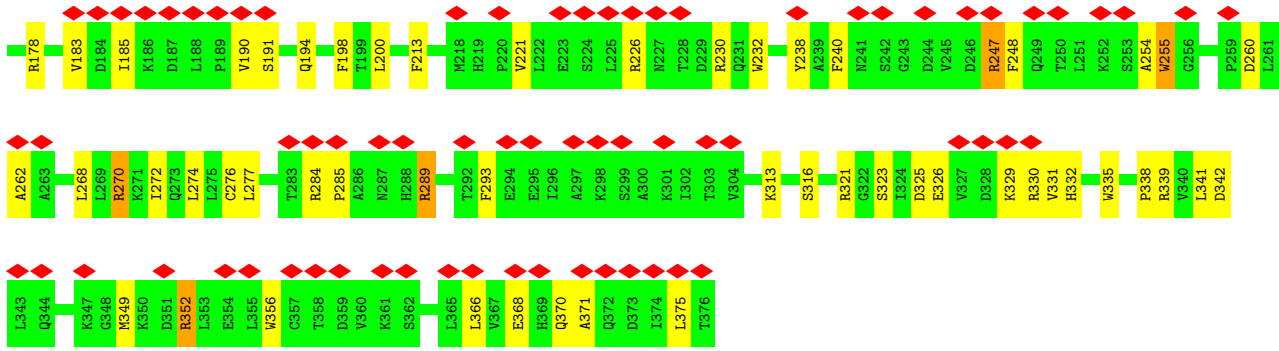 R178 V183 D184 I185 K186 D187 L188 P189 V190 S191 Q194 F198 T199 L200 F213 M218 H219 P220 V221 L222 E223 S224 L225 R226 N227 T228 D229 R230 Q231 W232 Y238 A239 F240 N241 S242 G243 D244 V245 D246 R247 F248 Q249 T250 L251 K252 S253 A254 W255 G256 P259 D260 L261
A262 A263 L268 L269 R270 K271 I272 Q273 L274 L275 C276 L277 T283 R284 P285 A286 N287 H288 R289 T292 F293 E294 E295 I296 A297 K298 S299 A300 K301 I302 T303 V304 K313 S316 R321 G322 S323 I324 D325 E326 V327 D328 K329 R330 V331 H332 W335 P338 R339 V340 L341 D342
L343 Q344 K347 G348 M349 K350 D351 R352 L353 E354 L355 W356 C357 T358 D359 V360 K361 S362 L365 L366 V367 E368 H369 Q370 A371 Q372 D373 I374 L375 T376